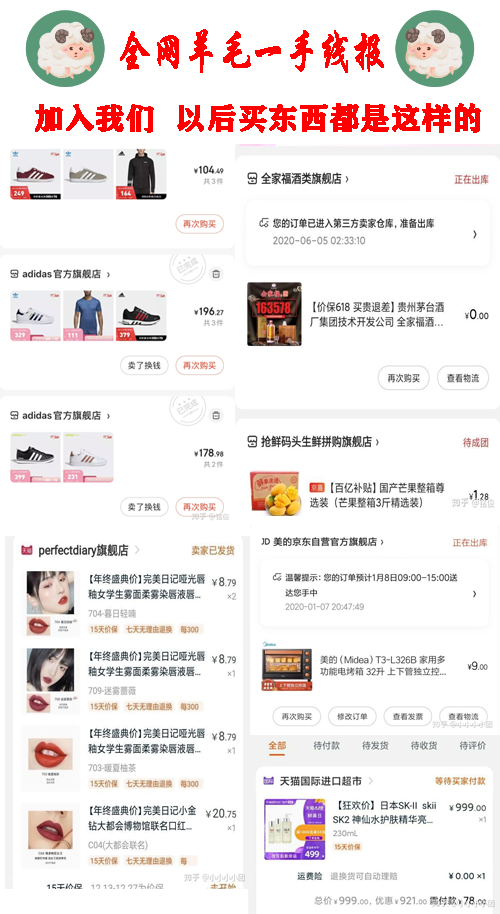 全网羊毛一手线报
加入我们 以后买东西都是这样的
249
164
¥104.49
共3件
再次购买
adidas官方旗舰店
已完成
329
111
379
¥196.27
共3件
卖了换钱
再次购买
adidas官方旗舰店
已完成
399
231
¥178.98
共2件
卖了换钱
再次购买
全家福酒类旗舰店
正在出库
您的订单已进入第三方卖家仓库，准备出库
2020-06-05 02:33:10
163578
【价保618 买贵退差】贵州茅台酒
厂集团技术开发公司 全家福酒...
¥0.00
再次购买
查看物流
抢鲜码头生鲜拼购旗舰店
待成团
【百亿补贴】国产芒果整箱尊
选装（芒果整箱3斤精选装）
¥1.28
perfectdiary旗舰店
卖家已发货
【年终盛典价】完美日记哑光唇
釉女学生雾面柔雾染唇液唇...
¥8.79
×2
704-暮日轻喃
15天价保 七天无理由退换 每300
【年终盛典价】完美日记哑光唇
釉女学生雾面柔雾染唇液唇...
¥8.79
×1
709-迷雾蔷薇
15天价保 七天无理由退换 每300
【年终盛典价】完美日记哑光唇
釉女学生雾面柔雾染唇液唇...
¥8.79
×1
703-暖夏柚茶
15天价保 七天无理由退换 每300
【年终盛典价】完美日记小金
钻大都会博物馆联名口红...
¥20.75
×1
C04(大都会联名)
15天价保 七天无理由退换 每
知乎 @小小小小团
15天价保 12.13-12.27为价保
未开始
JD 美的京东自营官方旗舰店
正在出库
温馨提示：您的订单预计1月8日09:00-15:00送
达您手中
2020-01-07 20:47:49
Midea
上下管独立控温
美的（Midea）T3-L326B 家用多
功能电烤箱 32升 上下管独立控...
¥9.00
再次购买
修改订单
查看发票
查看物流
知乎 @小小小小团
全部
待付款
待发货
待收货
待评价
天猫国际进口超市
等待买家付款
499
【狂欢价】日本SK-II skii
SK2 神仙水护肤精华亮...
¥999.00
×1
230mL
15天价保
运费险 退换货可自动理赔
¥0.00 ×1
总价¥999.00，优惠¥921.00 需付款¥78.00